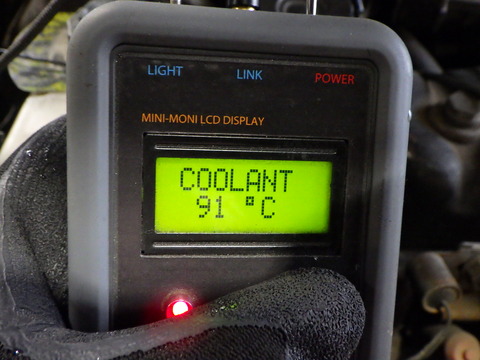 LIGHT LINK POWER
MINI-MONI LCD DISPLAY
COOLANT
91 °C